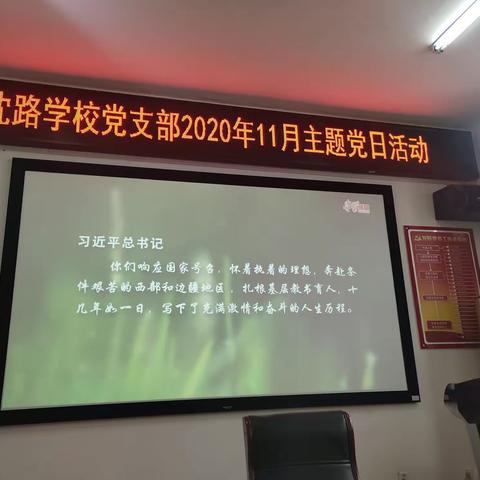 路学校党支部2020年11月主题党日活动
习近平总书记
你们响应国家号召，怀着执着的理想，奔赴条
件艰苦的西部和边疆地区，扎根基层教书育人，十
几年如一日，写下了充满激情和奋斗的人生历程。